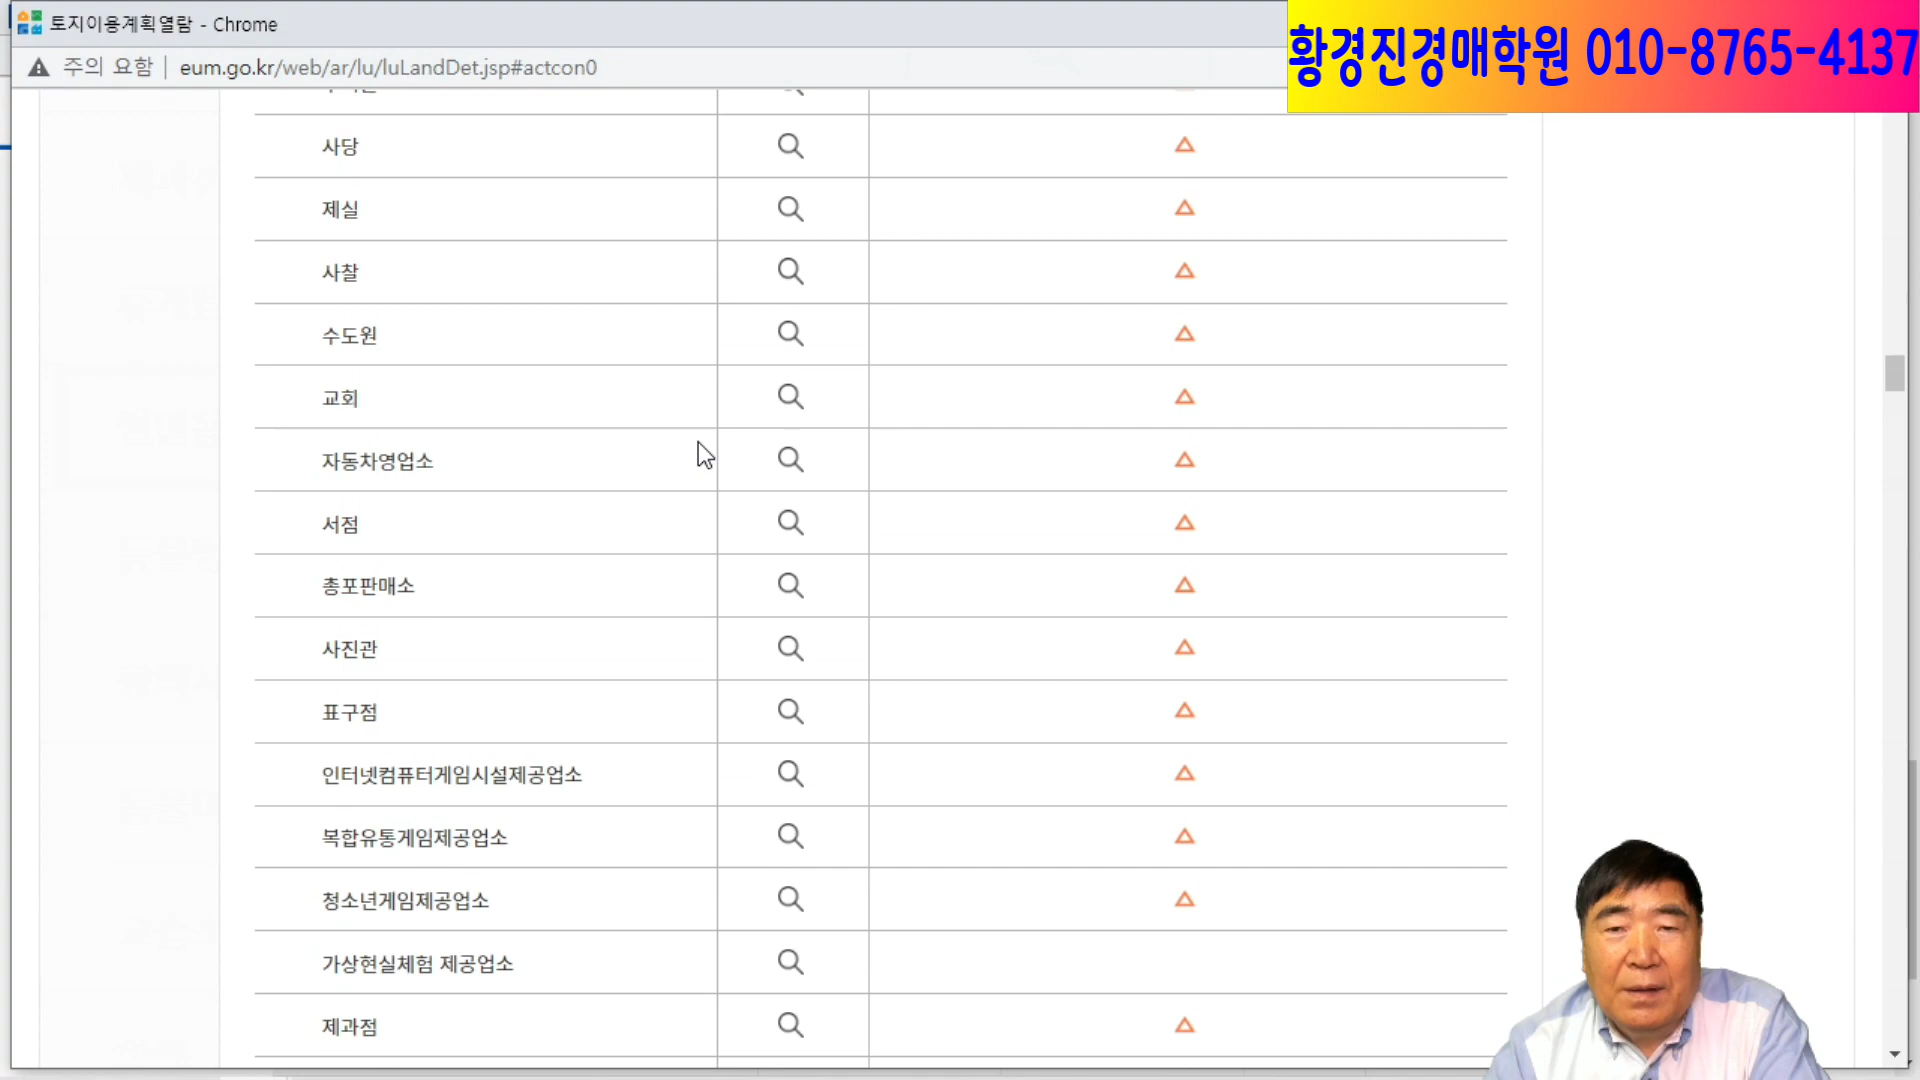 토지이용계획열람 - Chrome
황경진경매학원 010-8765-4137
주의 요함 | eum.go.kr/web/ar/lu/luLandDet.jsp#actcon0
사당
제실
사찰
수도원
교회
자동차영업소
서점
총포판매소
사진관
표구점
인터넷컴퓨터게임시설제공업소
복합유통게임제공업소
청소년게임제공업소
가상현실체험 제공업소
제과점